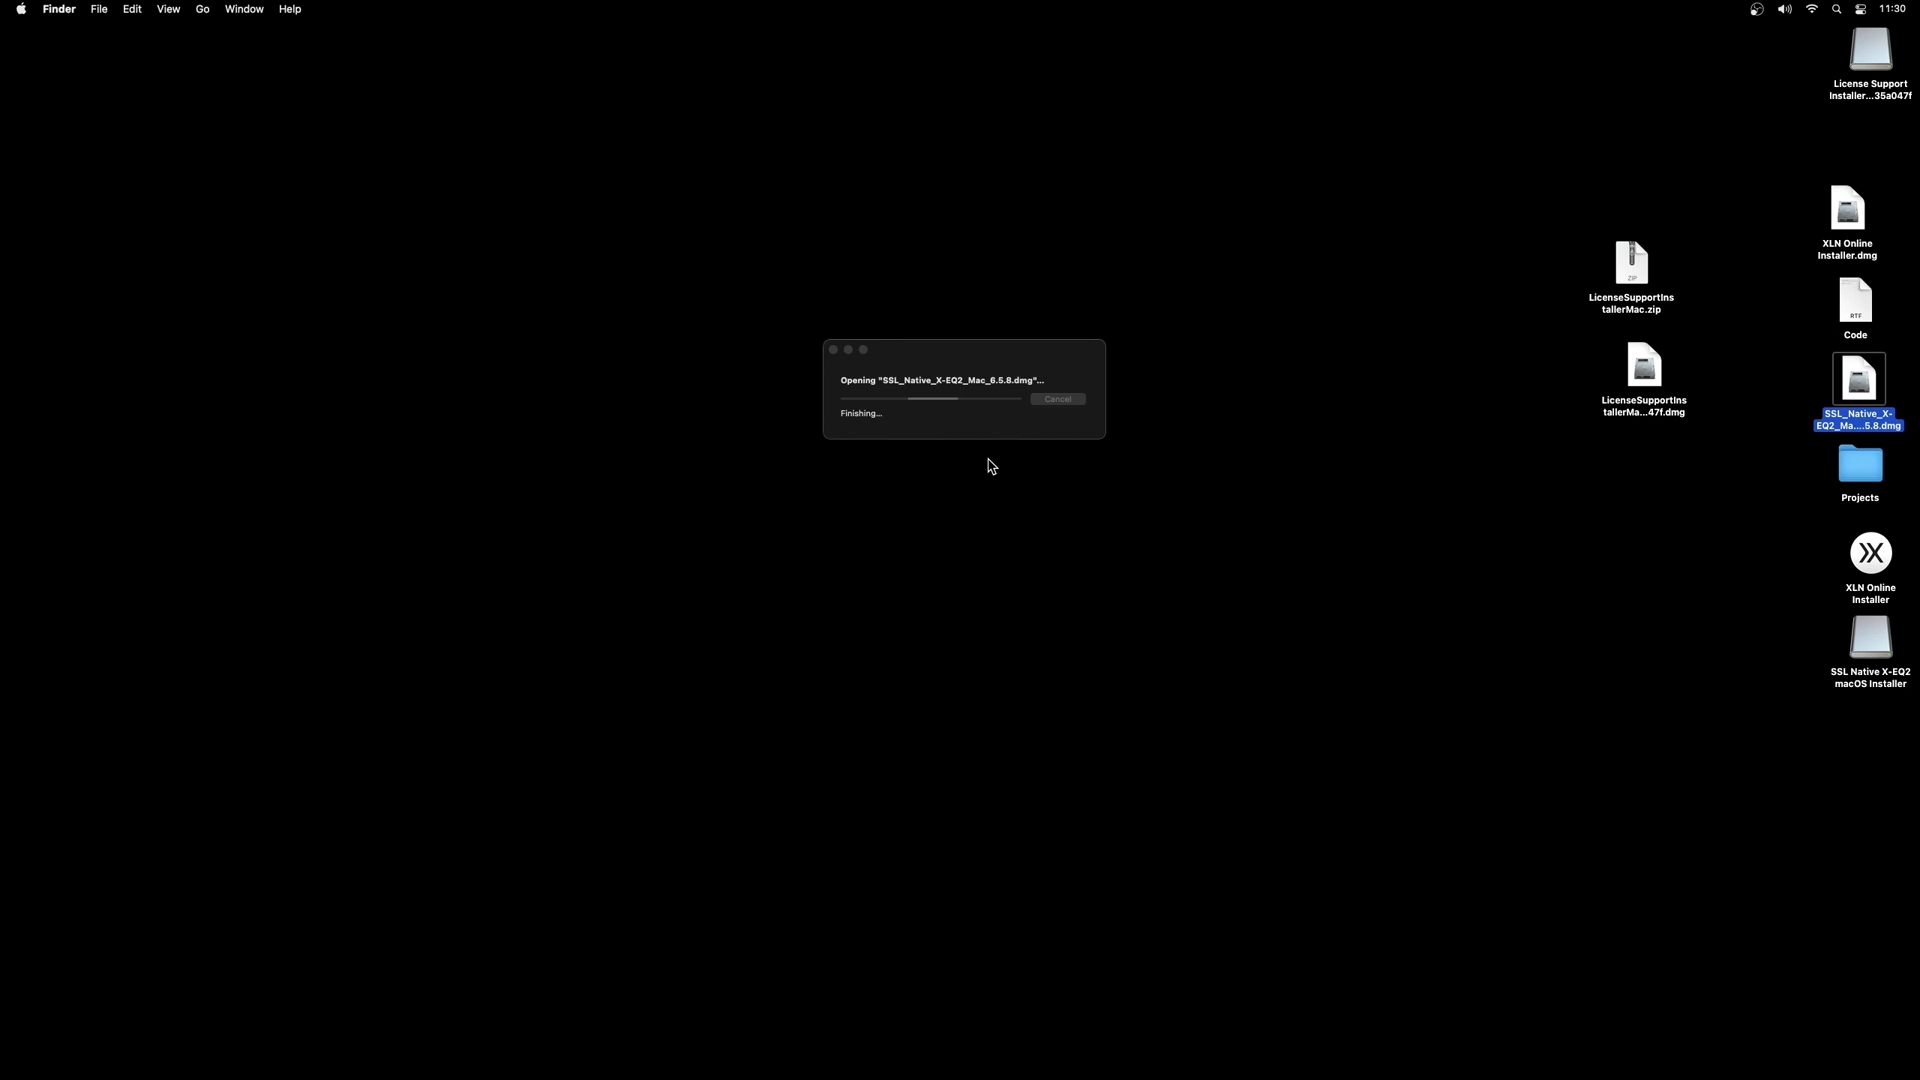 Finder File Edit View Go Window Help 11:30
License Support
Installer...35a047f
XLN Online
Installer.dmg
ZIP
LicenseSupportIns
tallerMac.zip
RTF
Code
Opening "SSL_Native_X-EQ2_Mac_6.5.8.dmg"...
Cancel
Finishing...
LicenseSupportIns
tallerMa...47f.dmg
SSL_Native_X-
EQ2_Ma....5.8.dmg
Projects
XLN Online
Installer
SSL Native X-EQ2
macOS Installer